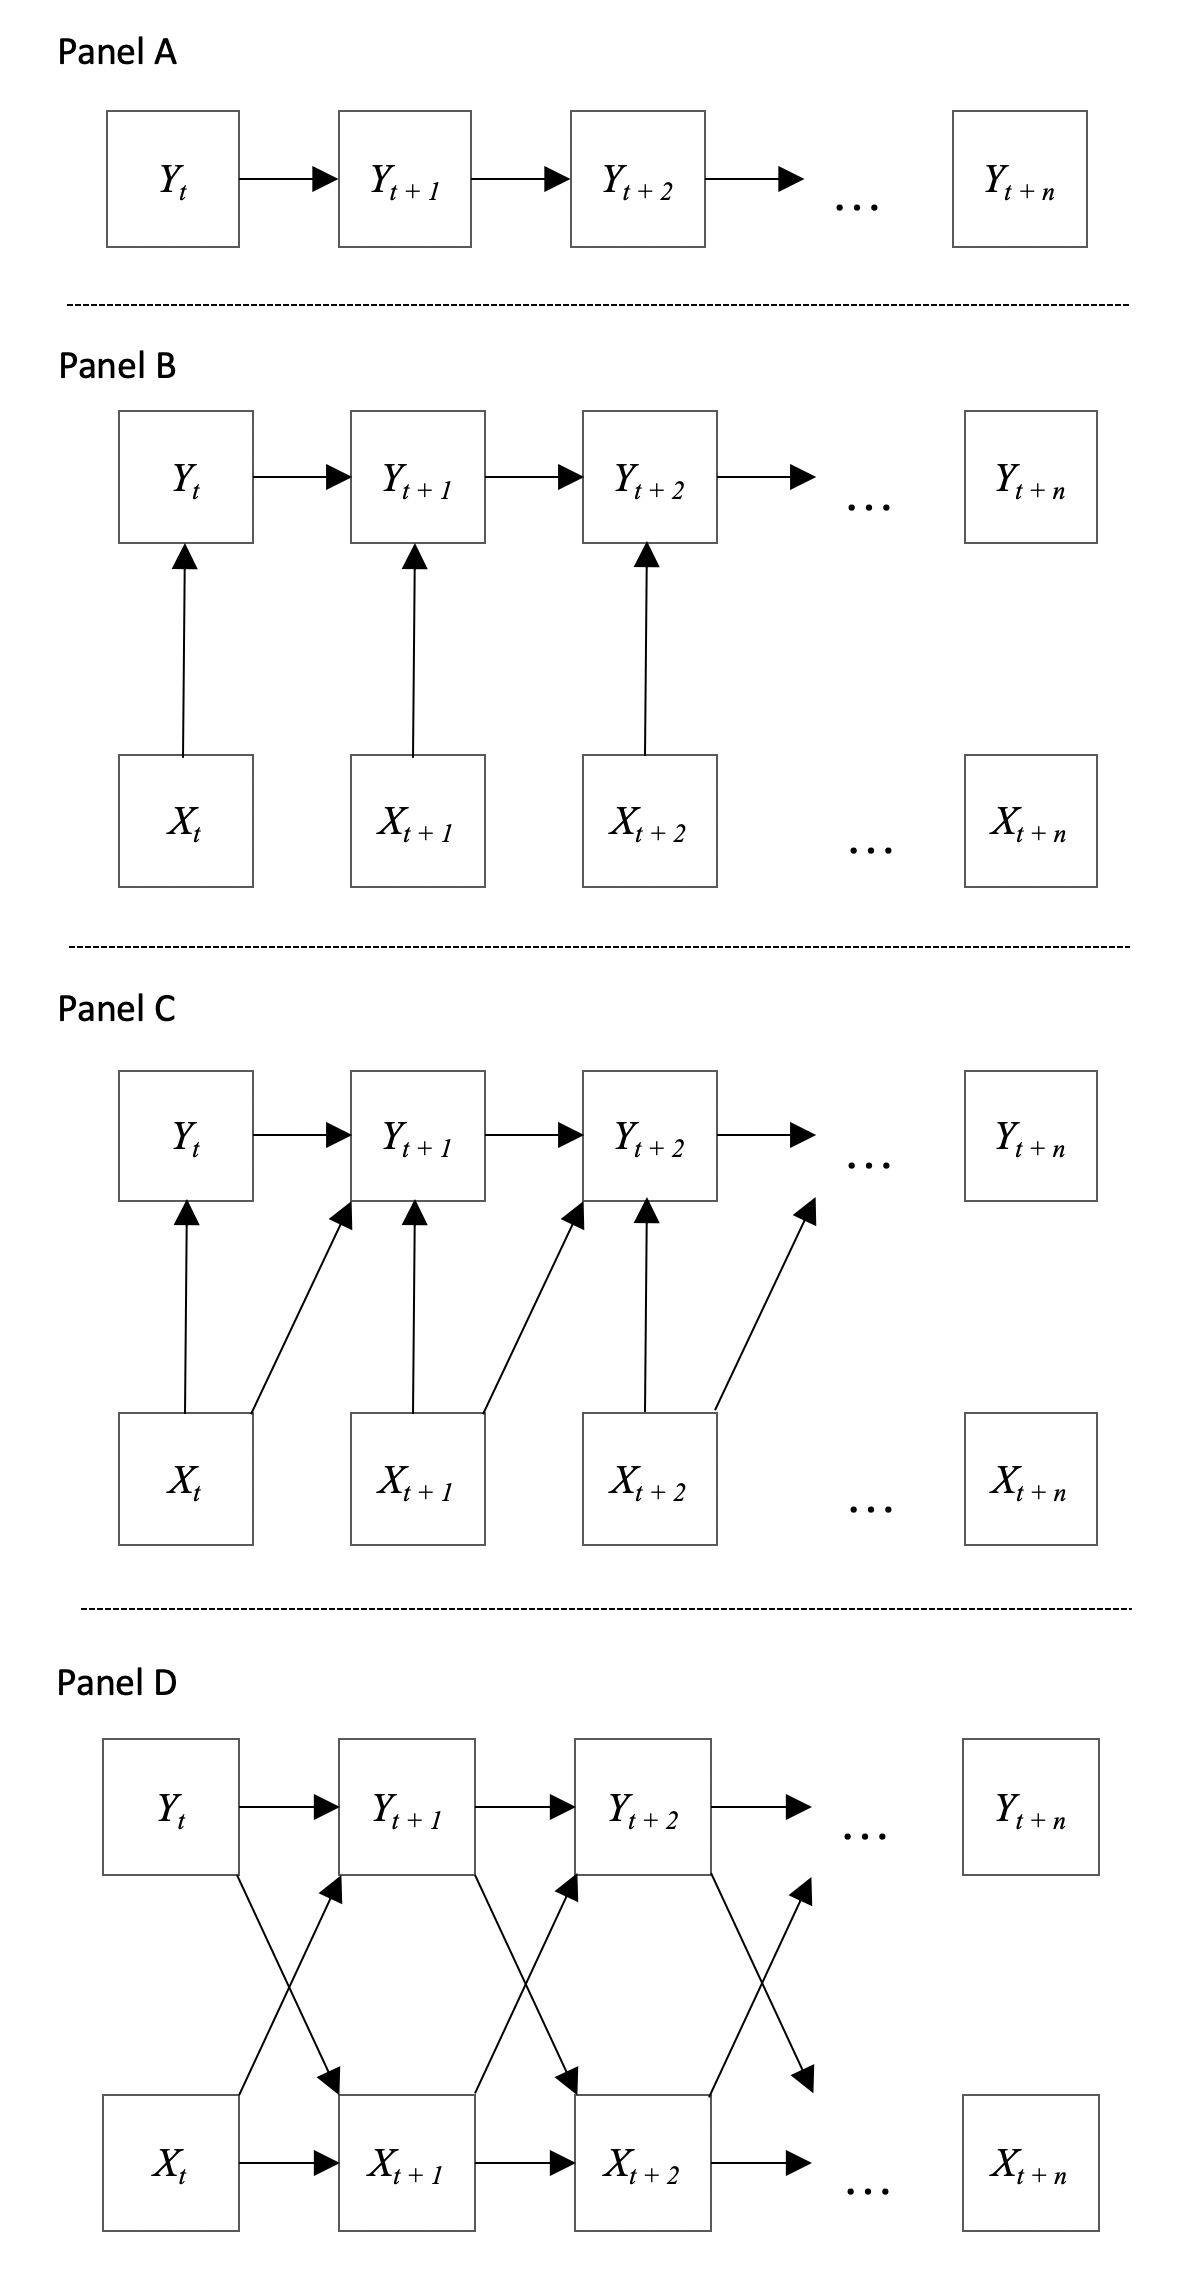 Panel A
Y_t Y_{t + 1} Y_{t + 2} ... Y_{t + n}
Panel B
Y_t Y_{t + 1} Y_{t + 2} ... Y_{t + n}
X_t X_{t + 1} X_{t + 2} ... X_{t + n}
Panel C
Y_t Y_{t + 1} Y_{t + 2} ... Y_{t + n}
X_t X_{t + 1} X_{t + 2} ... X_{t + n}
Panel D
Y_t Y_{t + 1} Y_{t + 2} ... Y_{t + n}
X_t X_{t + 1} X_{t + 2} ... X_{t + n}